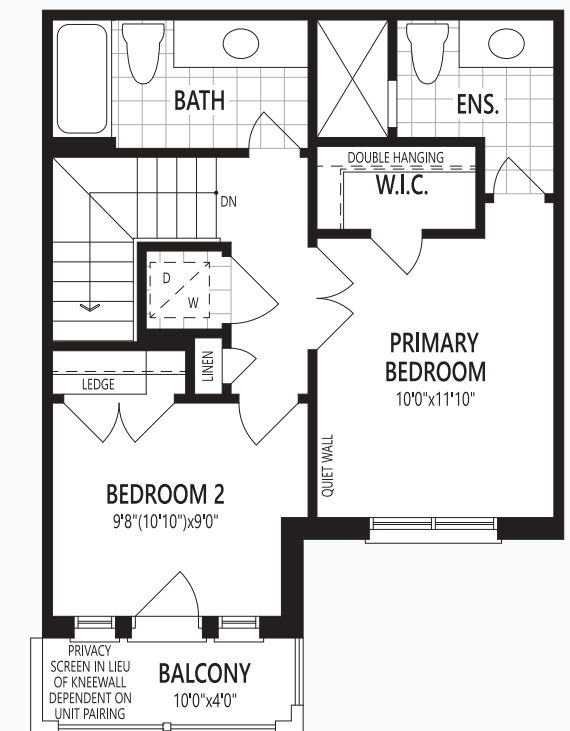 BATH
ENS.
DOUBLE HANGING
W.I.C.
DN
D
W
LINEN
LEDGE
PRIMARY
BEDROOM
10'0"x11'10"
QUIET WALL
BEDROOM 2
9'8"(10'10")x9'0"
PRIVACY
SCREEN IN LIEU
OF KNEEWALL
DEPENDENT ON
UNIT PAIRING
BALCONY
10'0"x4'0"